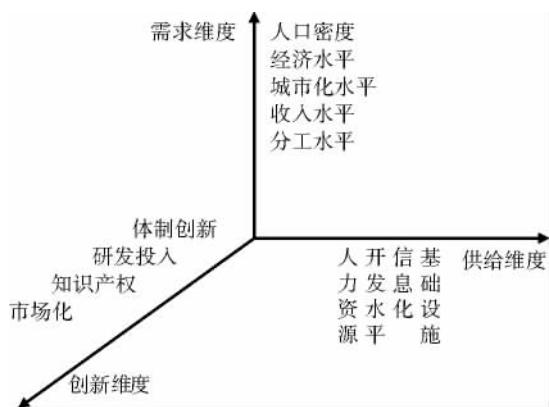 需求维度
人口密度
经济水平
城市化水平
收入水平
分工水平
体制创新
研发投入
知识产权
市场化
创新维度
人力资源
开发水平
信息化
基础设施
供给维度